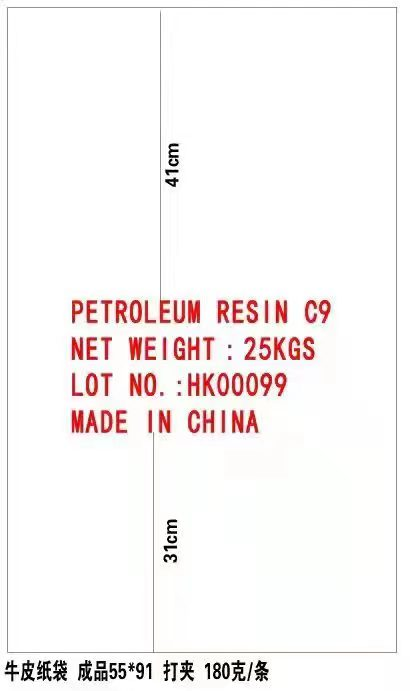 41cm
PETROLEUM RESIN C9
NET WEIGHT : 25KGS
LOT NO.:HK00099
MADE IN CHINA
31cm
牛皮纸袋 成品55*91 打夹 180克/条